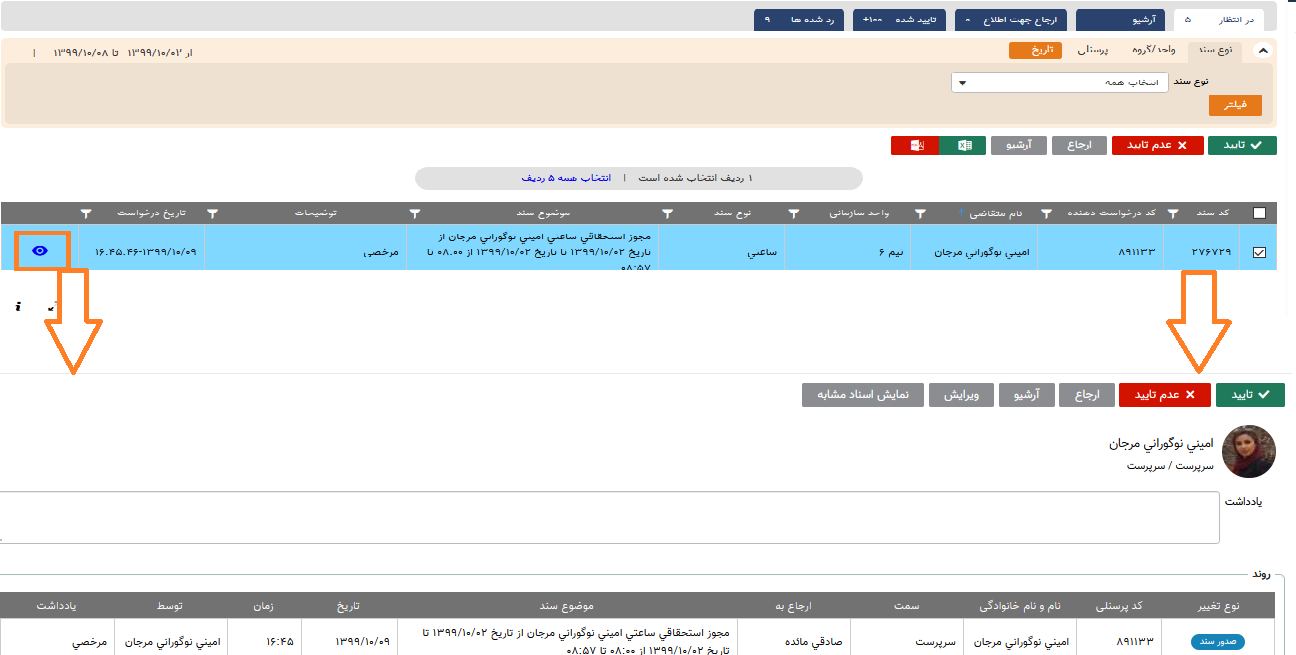 در انتظار ۵ آرشیو ارجاع جهت اطلاع ۰ تایید شده ۱۰۰+ رد شده ها ۹
نوع سند واحد/گروه پرسنلی تاریخ از ۱۳۹۹/۱۰/۰۲ تا ۱۳۹۹/۱۰/۰۸ |
نوع سند انتخاب همه
فیلتر
تایید عدم تایید ارجاع آرشیو
۱ ردیف انتخاب شده است | انتخاب همه ۵ ردیف
کد سند کد درخواست دهنده نام متقاضی واحد سازمانی نوع سند موضوع سند توضیحات تاریخ درخواست
۲۷۶۷۲۹ ۸۹۱۱۳۳ اميني نوگوراني مرجان تیم ۶ ساعتي مجوز استحقاقي ساعتي اميني نوگوراني مرجان از
تاریخ ۱۳۹۹/۱۰/۰۲ تا تاریخ ۱۳۹۹/۱۰/۰۲ از ۰۸:۰۰ تا
۰۸:۵۷ مرخصی ۱۳۹۹/۱۰/۰۹-۱۶:۴۵:۴۶
تایید عدم تایید ارجاع آرشیو ویرایش نمایش اسناد مشابه
اميني نوگوراني مرجان
سرپرست / سرپرست
یادداشت
روند
نوع تغییر کد پرسنلی نام و نام خانوادگی سمت ارجاع به موضوع سند تاریخ زمان توسط یادداشت
صدور سند ۸۹۱۱۳۳ اميني نوگوراني مرجان سرپرست صادقي مائده مجوز استحقاقي ساعتي اميني نوگوراني مرجان از تاریخ ۱۳۹۹/۱۰/۰۲ تا
تاریخ ۱۳۹۹/۱۰/۰۲ از ۰۸:۰۰ تا ۰۸:۵۷ ۱۳۹۹/۱۰/۰۹ ۱۶:۴۵ اميني نوگوراني مرجان مرخصی